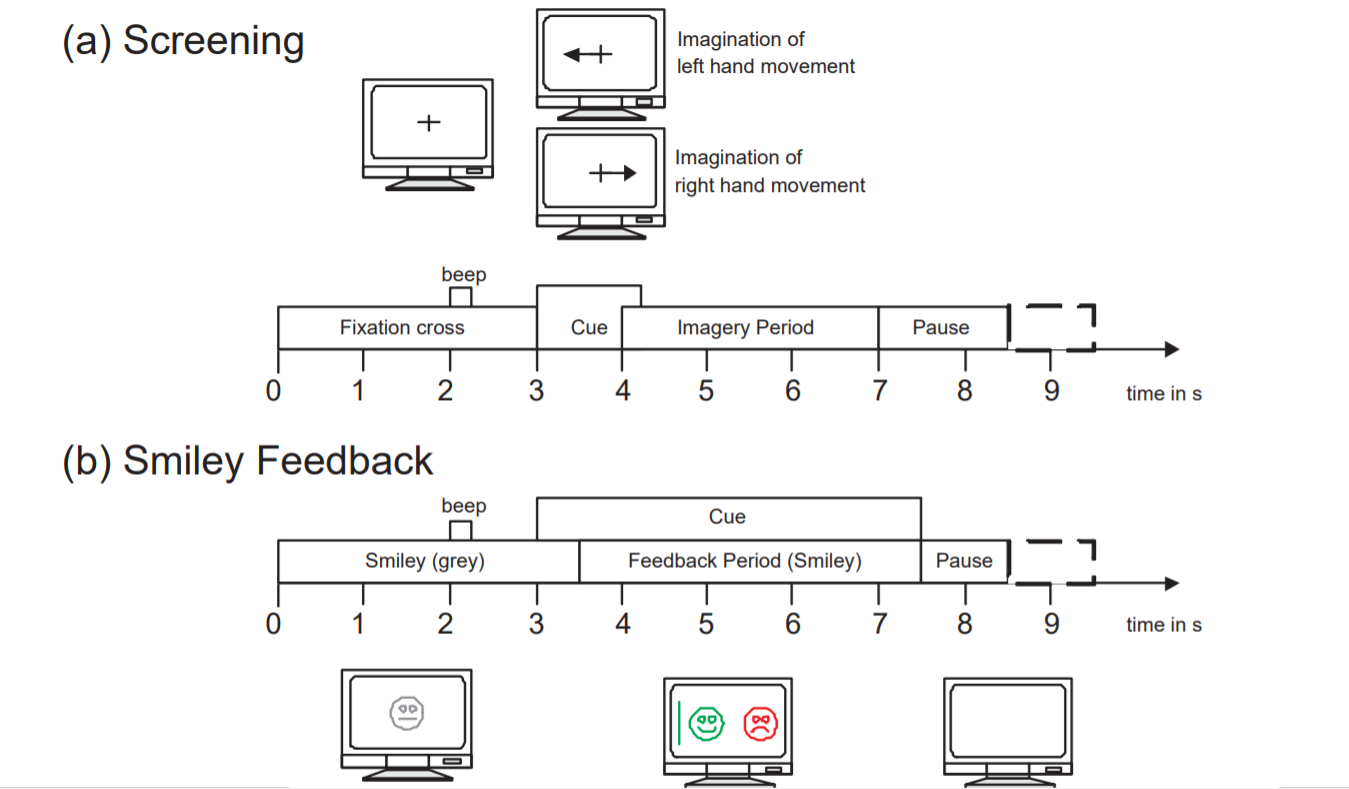 (a) Screening
Imagination of
left hand movement
Imagination of
right hand movement
beep
Fixation cross
Cue
Imagery Period
Pause
0 1 2 3 4 5 6 7 8 9 time in s
(b) Smiley Feedback
beep
Cue
Smiley (grey)
Feedback Period (Smiley)
Pause
0 1 2 3 4 5 6 7 8 9 time in s